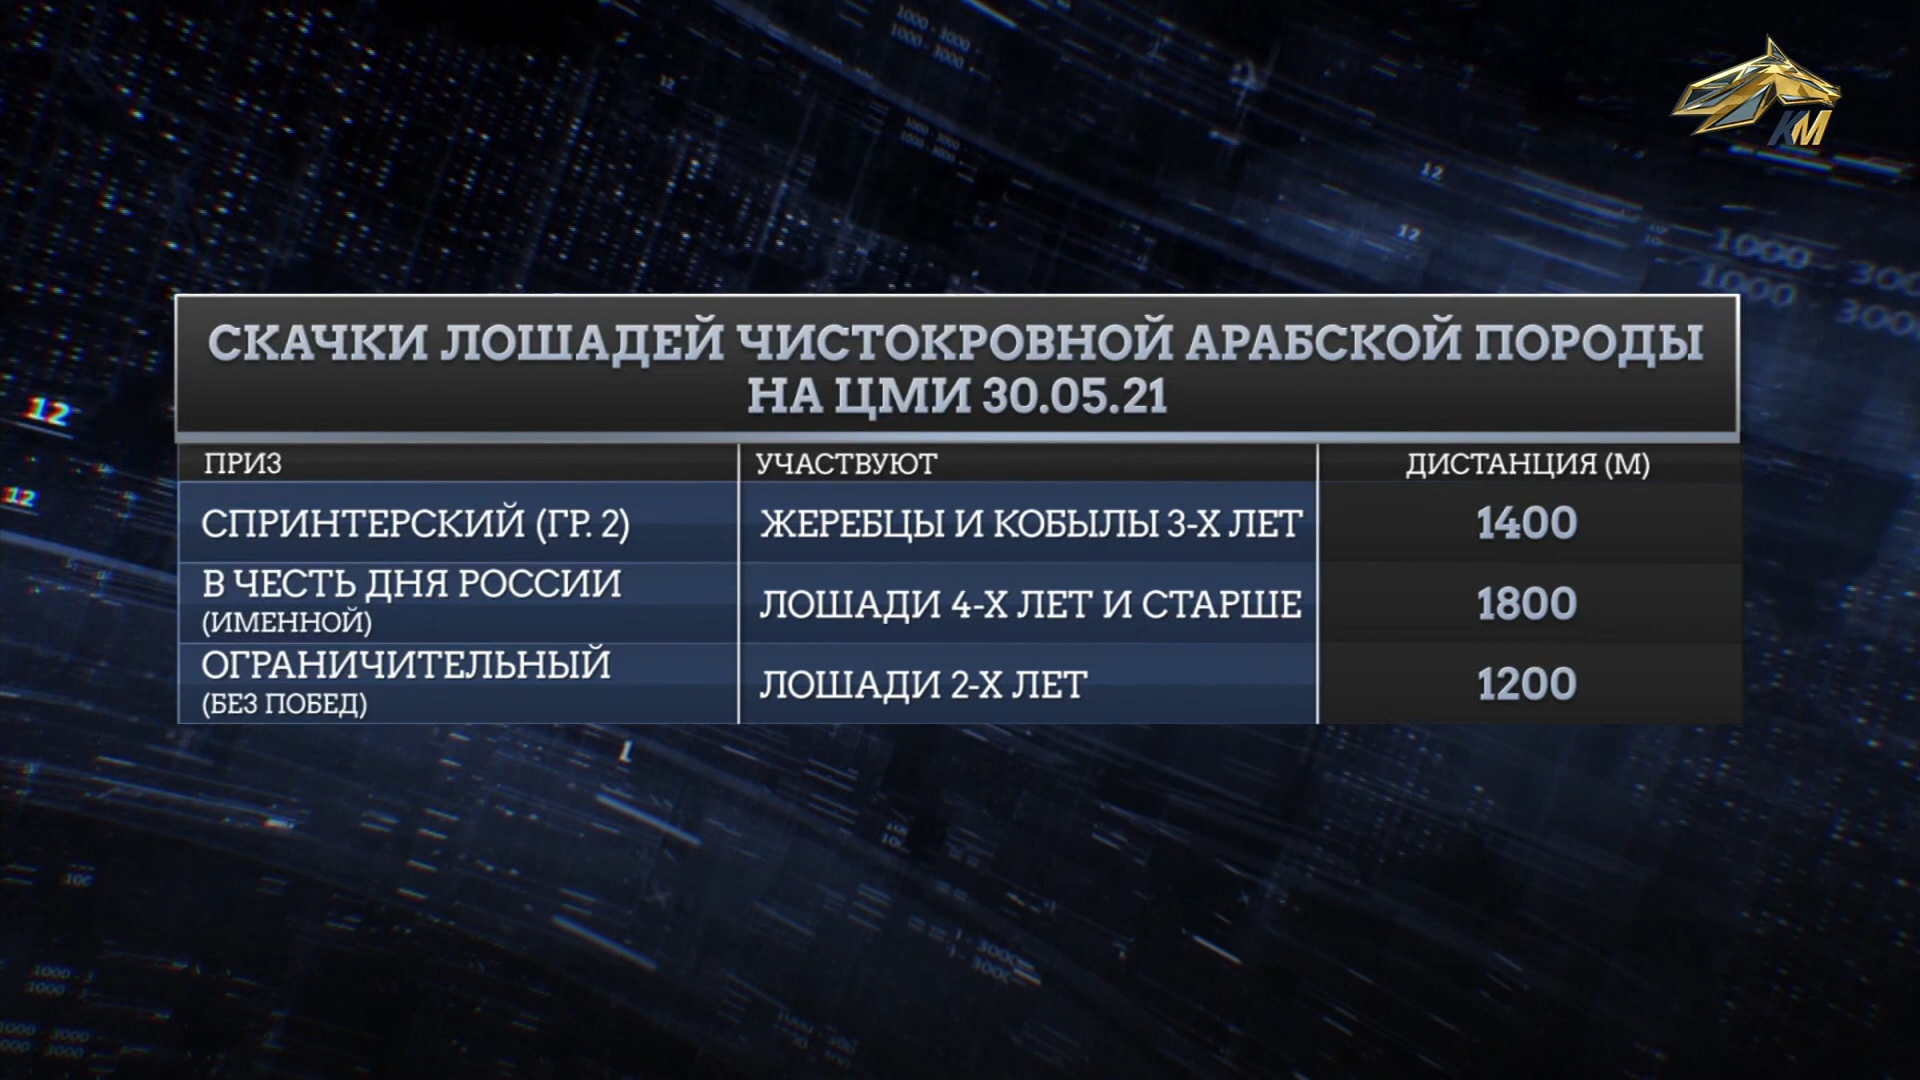 КМ
СКАЧКИ ЛОШАДЕЙ ЧИСТОКРОВНОЙ АРАБСКОЙ ПОРОДЫ
НА ЦМИ 30.05.21
ПРИЗ УЧАСТВУЮТ ДИСТАНЦИЯ (М)
СПРИНТЕРСКИЙ (ГР. 2) ЖЕРЕБЦЫ И КОБЫЛЫ 3-Х ЛЕТ 1400
В ЧЕСТЬ ДНЯ РОССИИ
(ИМЕННОЙ) ЛОШАДИ 4-Х ЛЕТ И СТАРШЕ 1800
ОГРАНИЧИТЕЛЬНЫЙ
(БЕЗ ПОБЕД) ЛОШАДИ 2-Х ЛЕТ 1200